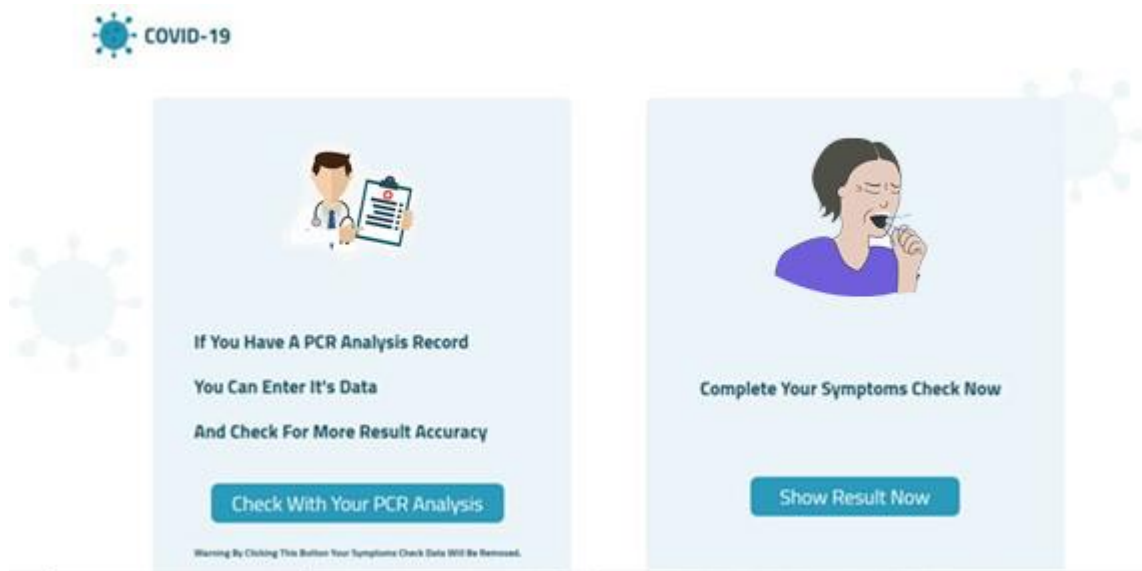 COVID-19
If You Have A PCR Analysis Record
You Can Enter It's Data
And Check For More Result Accuracy
Check With Your PCR Analysis
Warning By Clicking This Button Your Symptoms Check Data Will Be Removed.
Complete Your Symptoms Check Now
Show Result Now